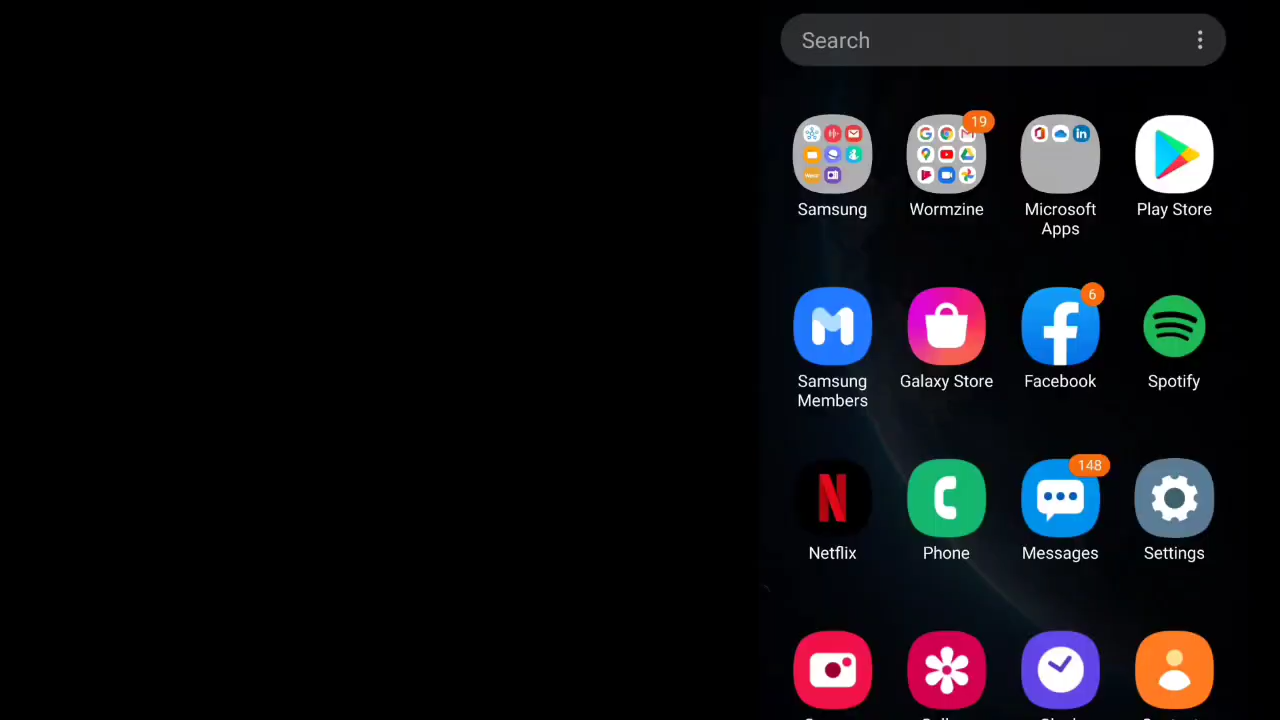 Search
19
Samsung
Wormzine
Microsoft
Apps
Play Store
6
Samsung
Members
Galaxy Store
Facebook
Spotify
148
Netflix
Phone
Messages
Settings